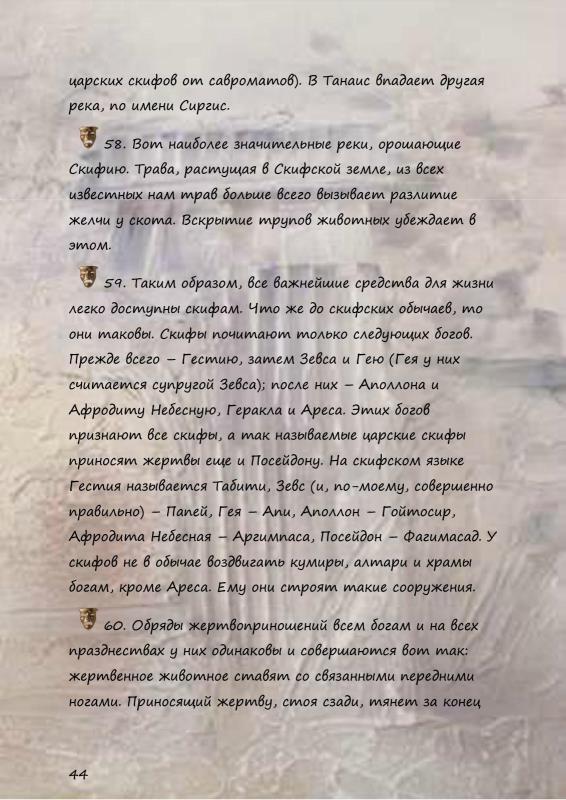 царских скифов от савроматов). В Танаис впадает другая
река, по имени Сиргис.
58. Вот наиболее значительные реки, орошающие
Скифию. Трава, растущая в Скифской земле, из всех
известных нам трав больше всего вызывает разлитие
желчи у скота. Вскрытие трупов животных убеждает в
этом.
59. Таким образом, все важнейшие средства для жизни
легко доступны скифам. Что же до скифских обычаев, то
они таковы. Скифы почитают только следующих богов.
Прежде всего – Гестию, затем Зевса и Гею (Гея у них
считается супругой Зевса); после них – Аполлона и
Афродиту Небесную, Геракла и Ареса. Этих богов
признают все скифы, а так называемые царские скифы
приносят жертвы еще и Посейдону. На скифском языке
Гестия называется Табити, Зевс (и, по-моему, совершенно
правильно) – Папей, Гея – Апи, Аполлон – Гойтосир,
Афродита Небесная – Аргимпаса, Посейдон – Фагимасад. У
скифов не в обычае воздвигать кумиры, алтари и храмы
богам, кроме Ареса. Ему они строят такие сооружения.
60. Обряды жертвоприношений всем богам и на всех
празднествах у них одинаковы и совершаются вот так:
жертвенное животное ставят со связанными передними
ногами. Приносящий жертву, стоя сзади, тянет за конец
44